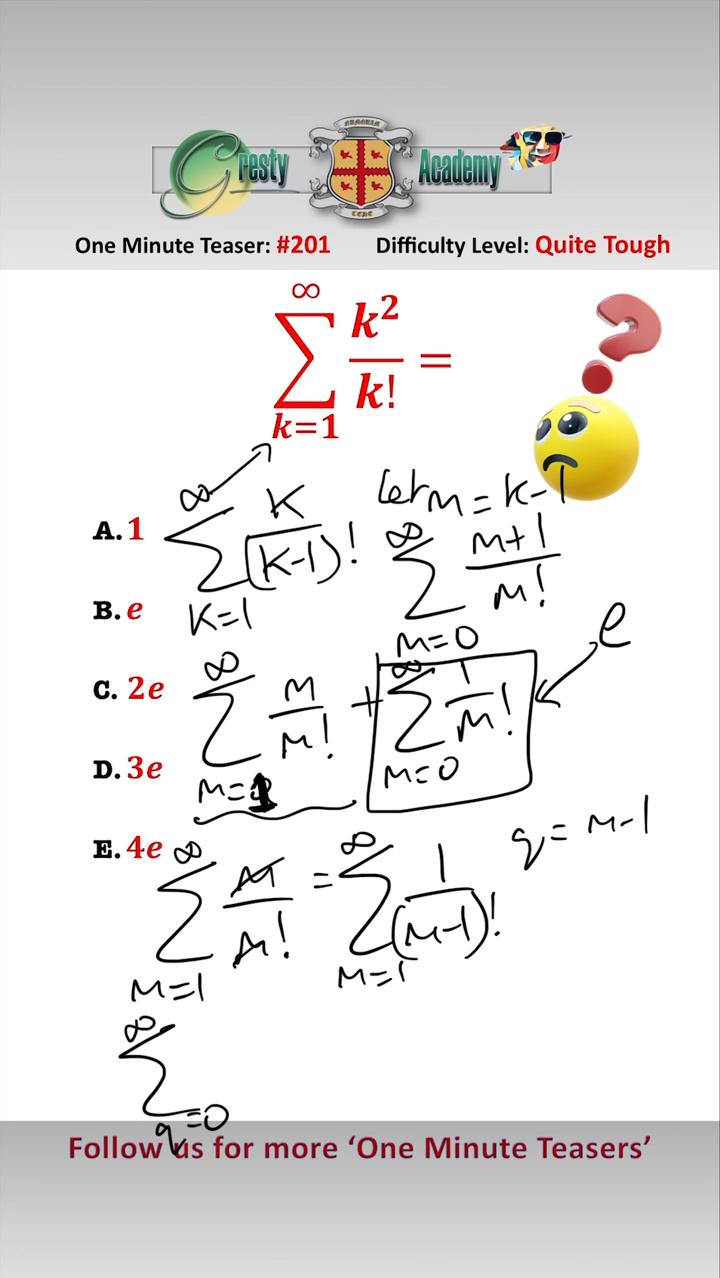 NUMQUAM
Gresty Academy
CEDE
One Minute Teaser: #201 Difficulty Level: Quite Tough
∞
∑ k²/k! =
k=1
A. 1
∞
∑ K/(K-1)!
K=1
Let M = K-1
∞
∑ M+1/M!
M=0
B. e
e
C. 2e
∞
∑ M/M!
M=1
+
∞
∑ 1/M!
M=0
D. 3e
q = M-1
E. 4e
∞
∑ M/M!
M=1
=
∞
∑ 1/(M-1)!
M=1
∞
∑
q=0
Follow us for more ‘One Minute Teasers’